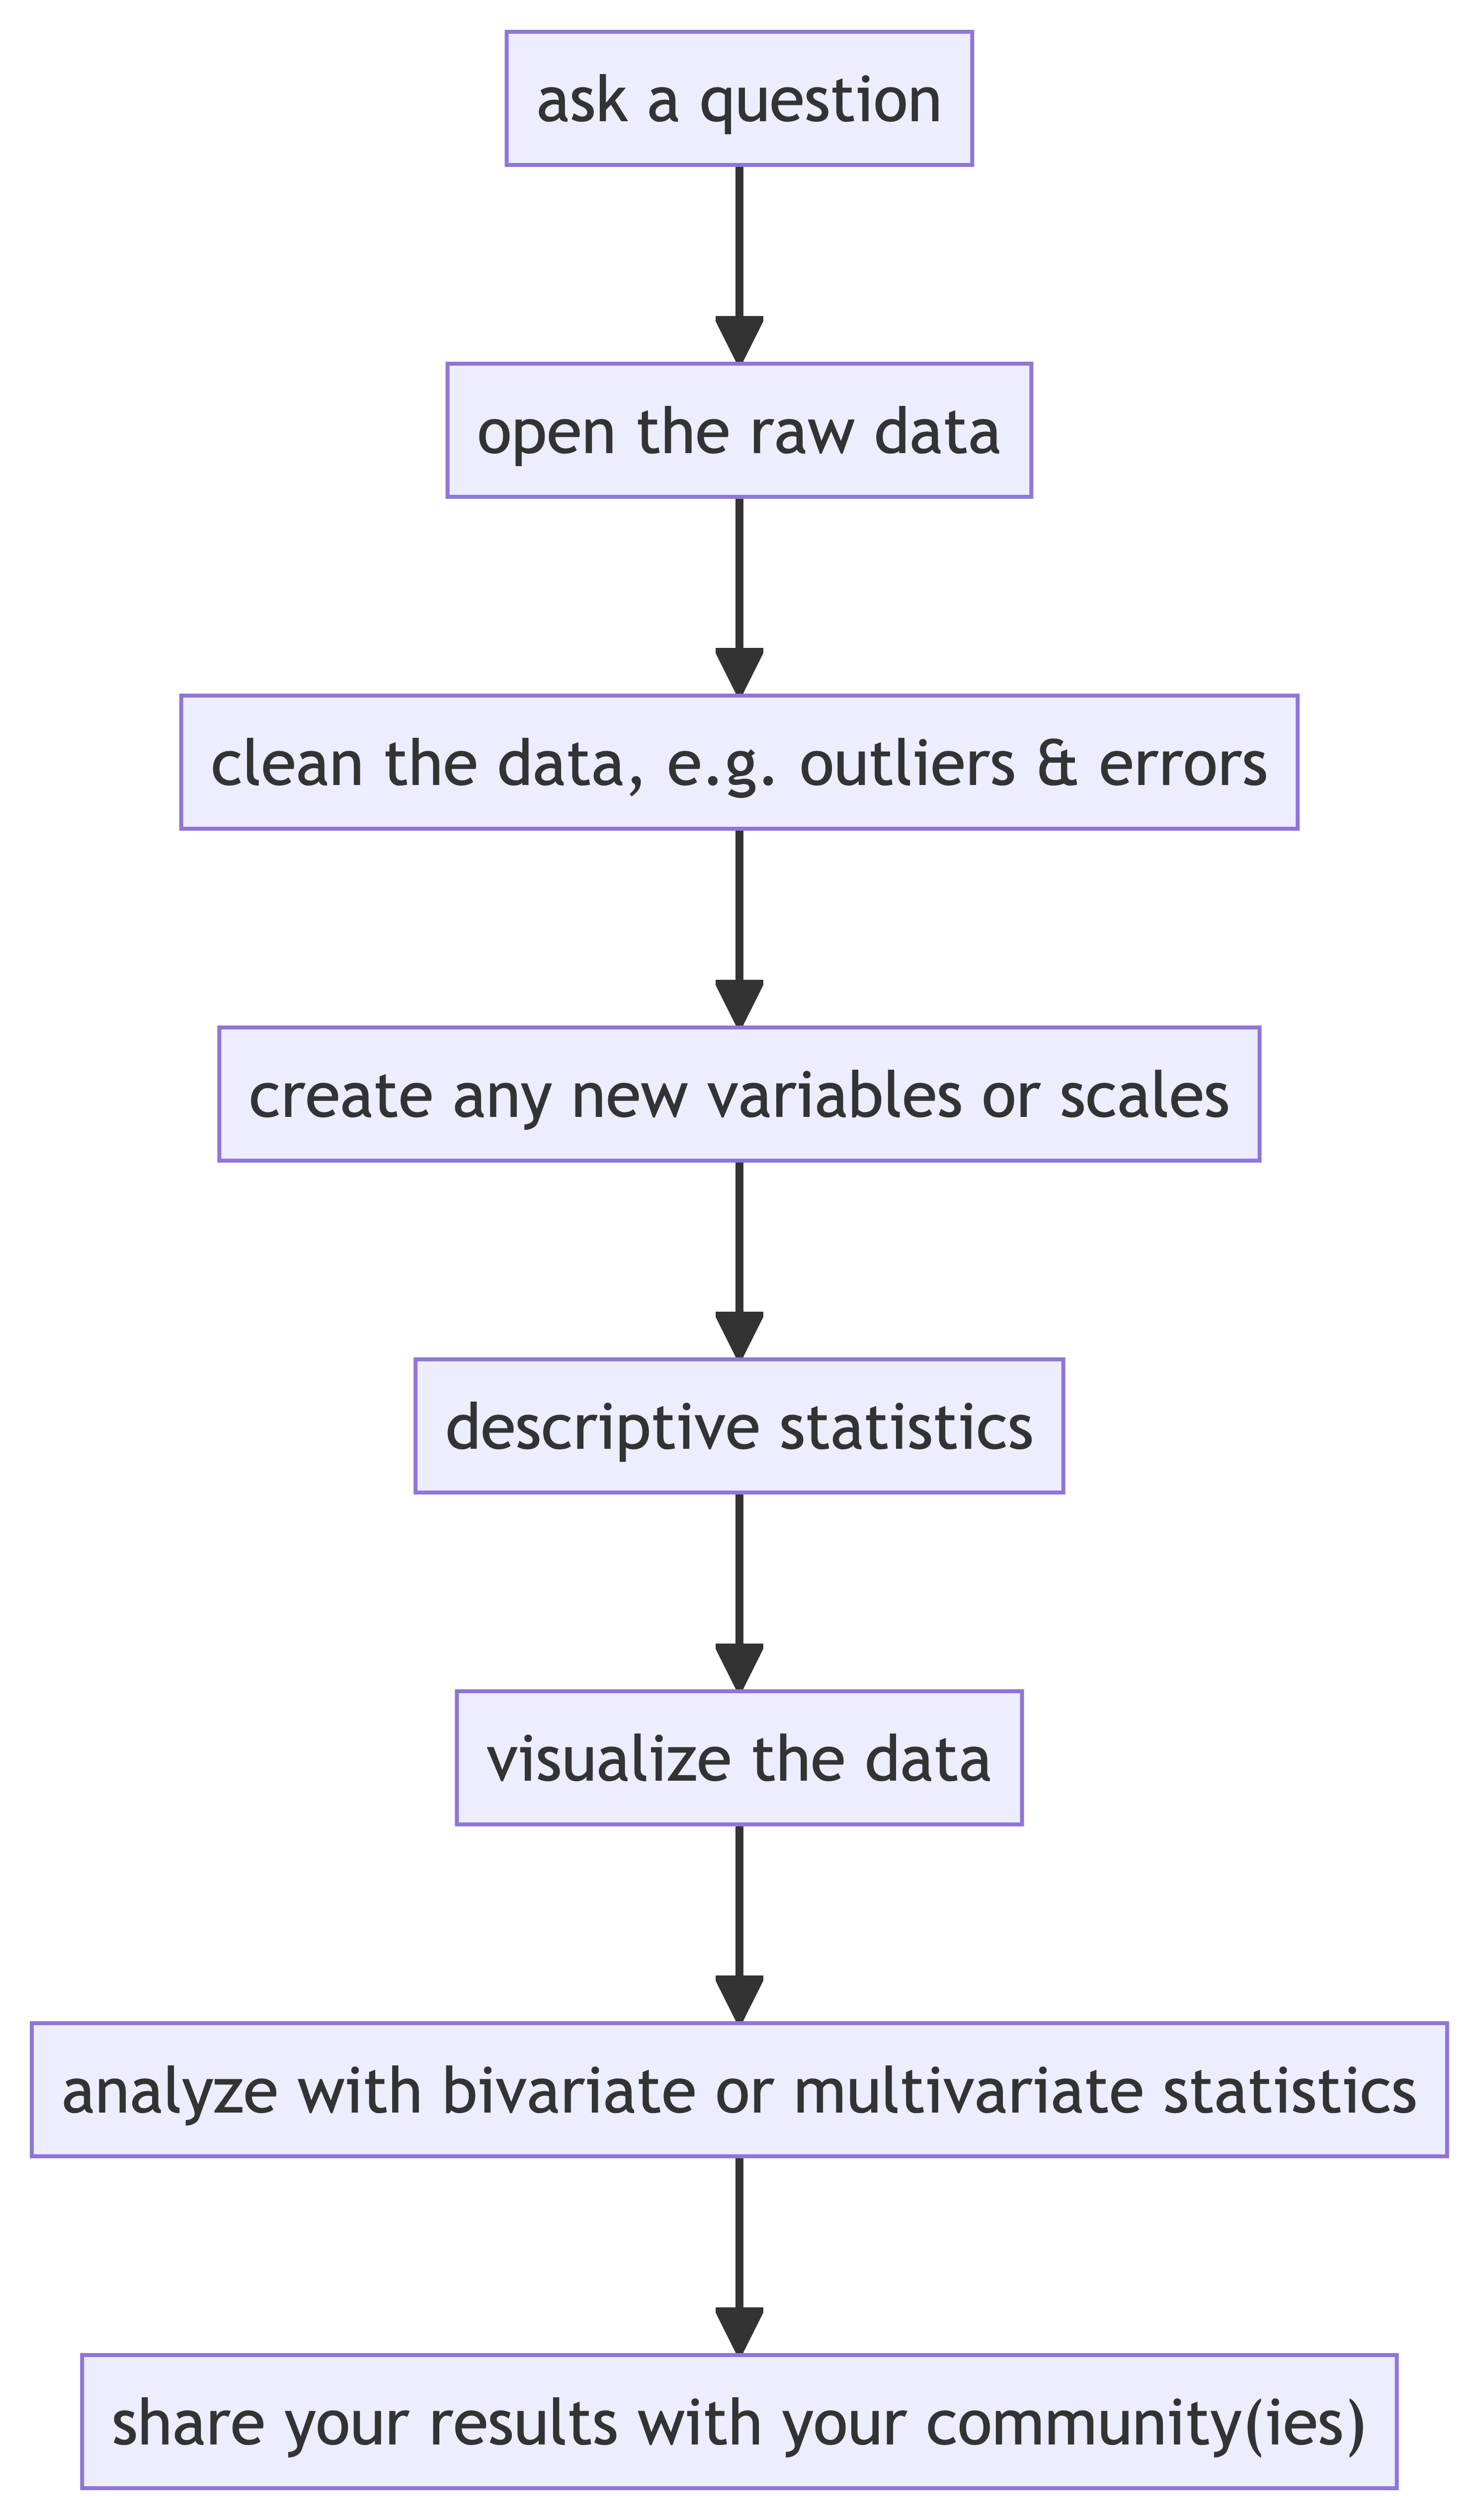 ask a question
open the raw data
clean the data, e.g. outliers & errors
create any new variables or scales
descriptive statistics
visualize the data
analyze with bivariate or multivariate statistics
share your results with your community(ies)